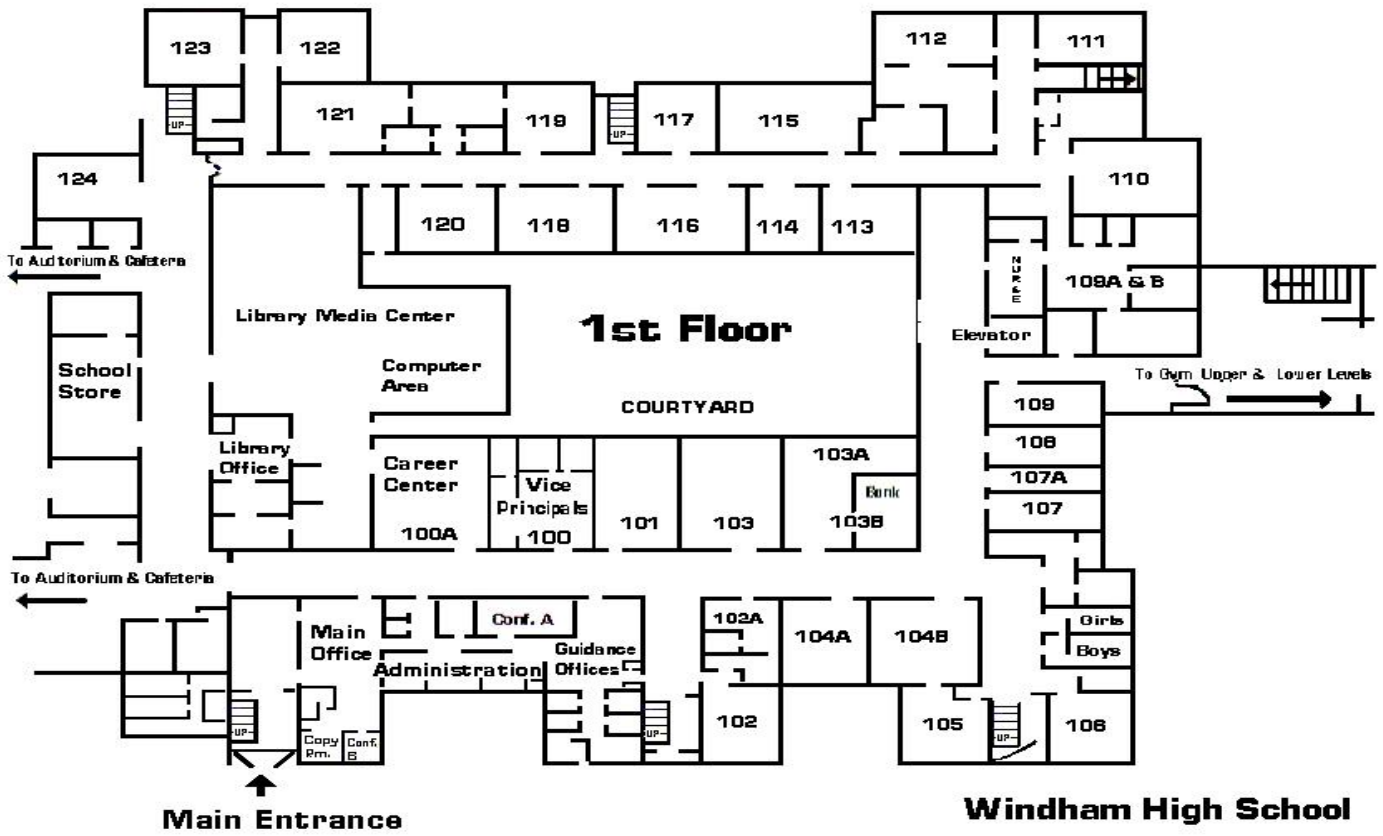 123
122
112
111
121
119
117
115
124
110
120
118
116
114
113
To Auditorium & Cafeteria
NURSE
109A & B
Library Media Center
1st Floor
Elevator
School
Store
Computer
Area
To Gym Upper & Lower Levels
COURTYARD
109
108
Library
Office
Career
Center
103A
107A
Vice
Principals
Bank
107
100A
100
101
103
103B
To Auditorium & Cafeteria
Main
Office
Conf. A
102A
104A
104B
Girls
Guidance
Offices
Boys
Administration
102
105
106
UP
UP
UP
UP
UP
Copy
Rm.
Conf.
B
Main Entrance
Windham High School